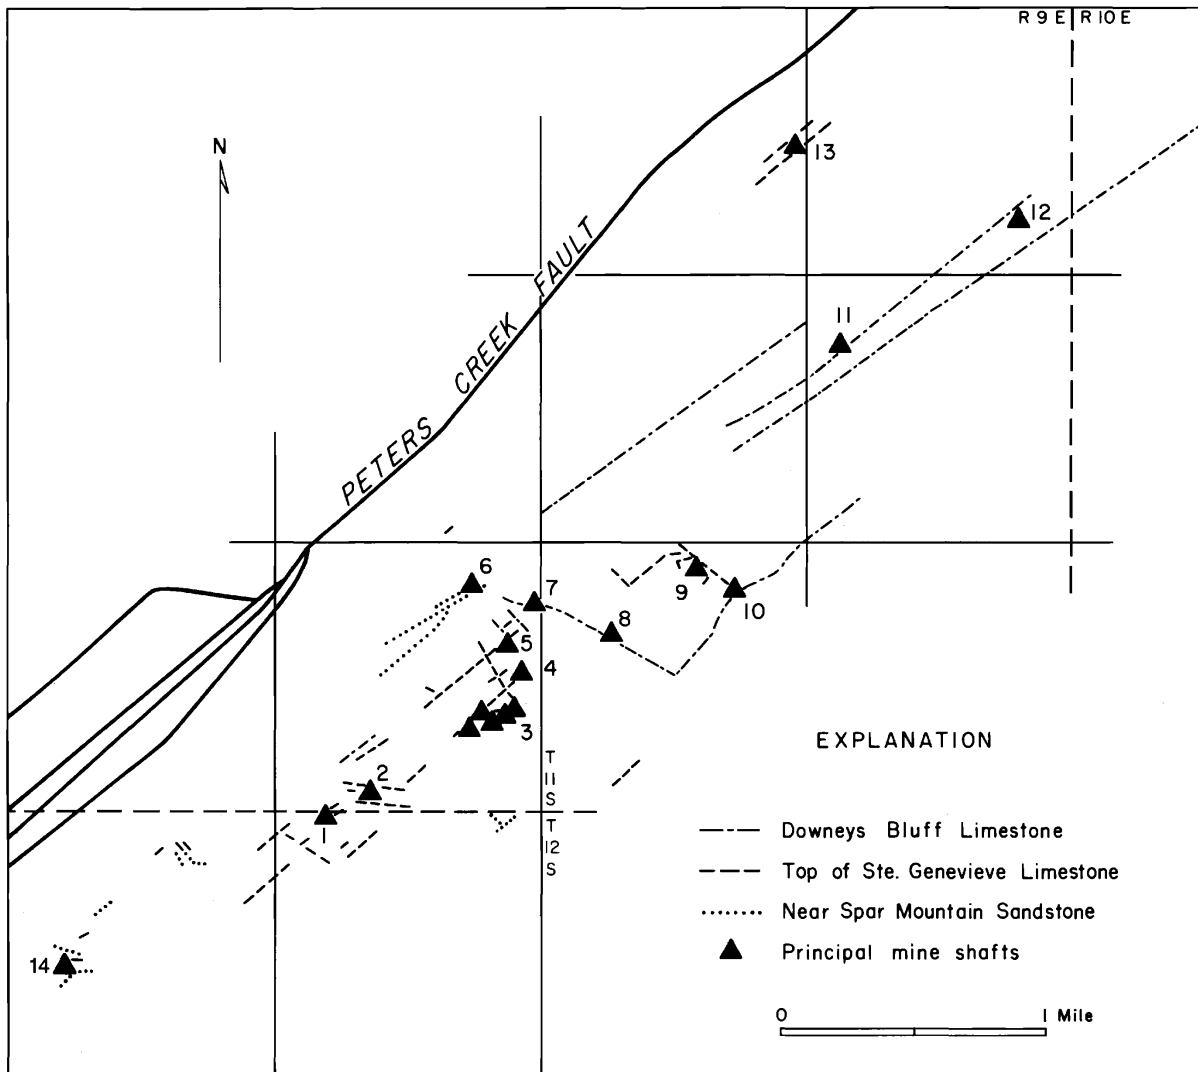 R 9 E R 10 E
N
13
12
11
PETERS CREEK FAULT
6
7
8
9
10
5
4
3
T
11
S
2
1
T
12
S
14
EXPLANATION
Downeys Bluff Limestone
Top of Ste. Genevieve Limestone
Near Spar Mountain Sandstone
Principal mine shafts
0 1 Mile